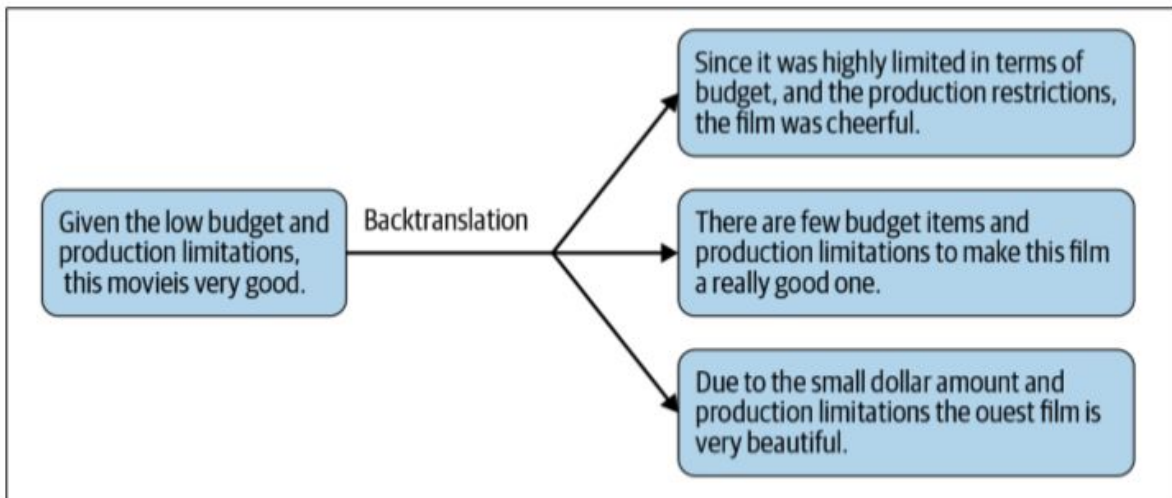 Given the low budget and
production limitations,
this movieis very good.
Backtranslation
Since it was highly limited in terms of
budget, and the production restrictions,
the film was cheerful.
There are few budget items and
production limitations to make this film
a really good one.
Due to the small dollar amount and
production limitations the ouest film is
very beautiful.